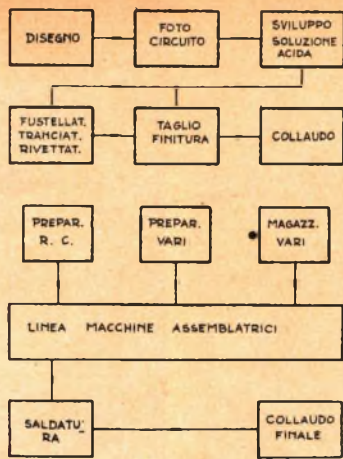 DISEGNO
FOTO
CIRCUITO
SVILUPPO
SOLUZIONE
ACIDA
FUSTELLAT.
TRANCIAT.
RIVETTAT.
TAGLIO
FINITURA
COLLAUDO
PREPAR.
R. C.
PREPAR.
VARI
MAGAZZ.
VARI
LINEA MACCHINE ASSEMBLATRICI
SALDATU-
RA
COLLAUDO
FINALE